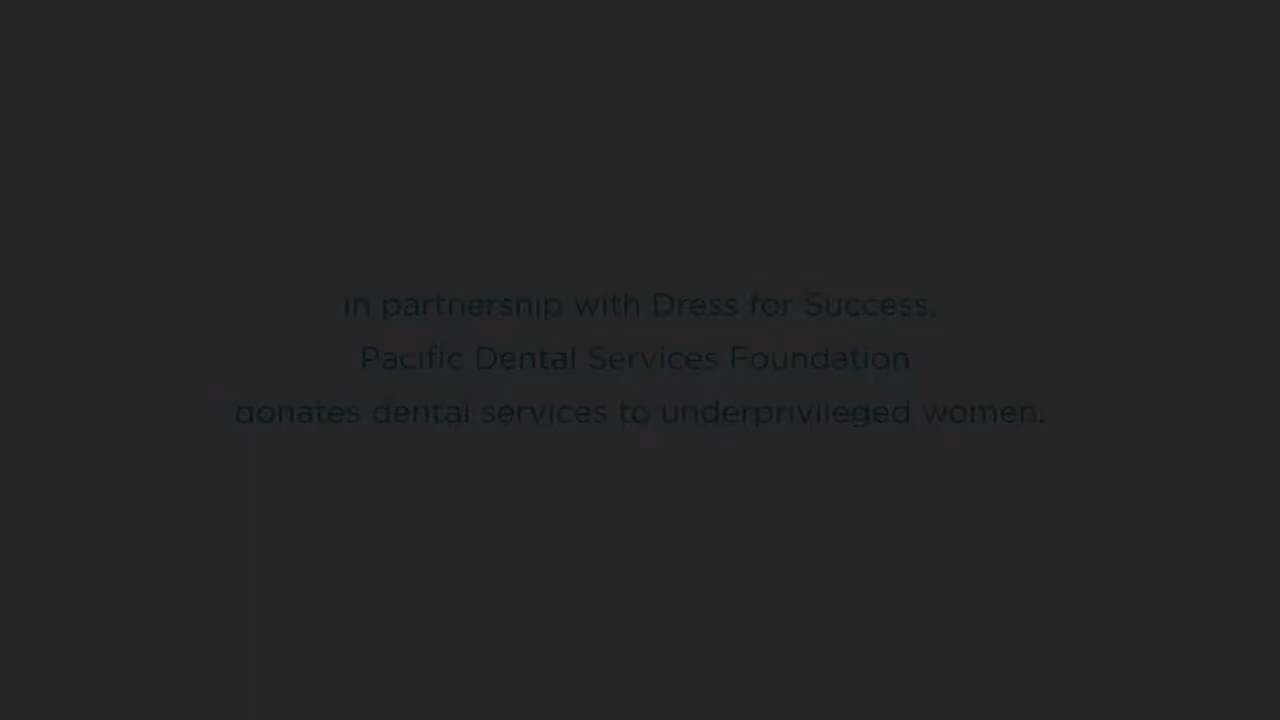 in partnership with Dress for Success,
Pacific Dental Services Foundation
donates dental services to underprivileged women.